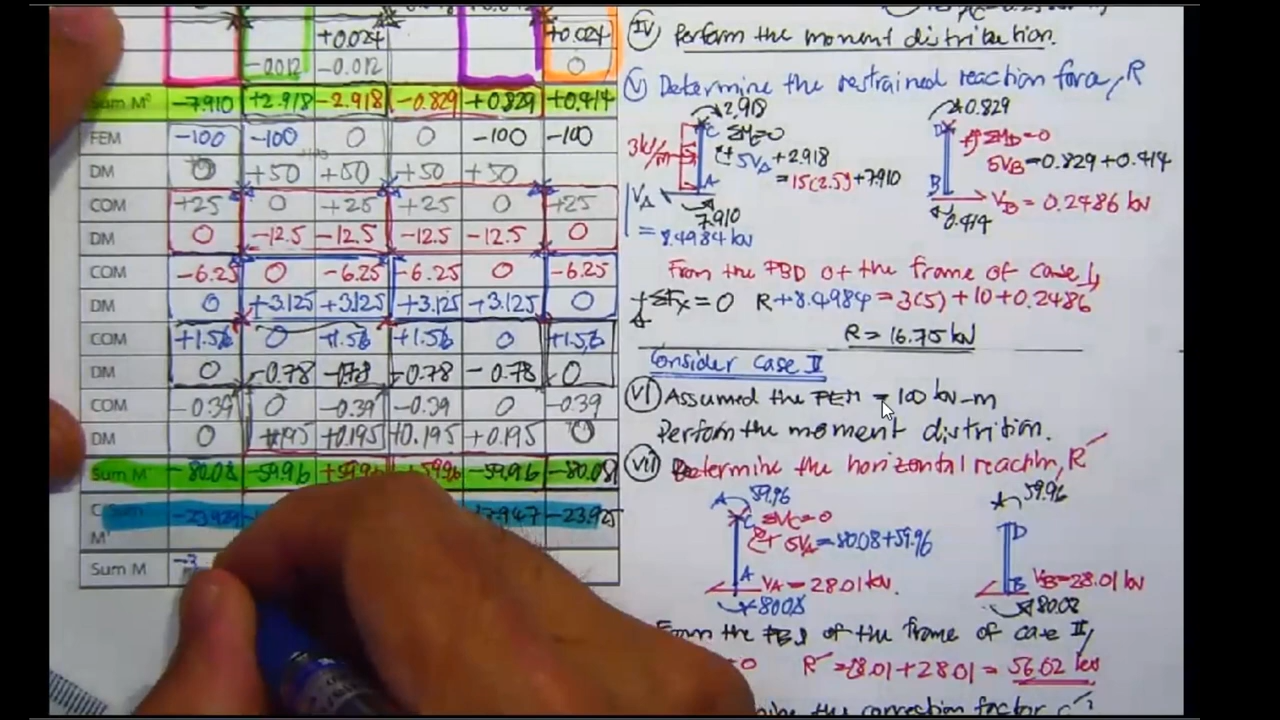 +0.024 +0.024
-0.012 -0.012 0
Sum M⁰ -7.910 +2.918 -2.918 -0.829 +0.829 +0.414
FEM -100 -100 0 0 -100 -100
DM 0 +50 +50 +50 +50
COM +25 0 +25 +25 0 +25
DM 0 -12.5 -12.5 -12.5 -12.5 0
COM -6.25 0 -6.25 -6.25 0 -6.25
DM 0 +3.125 +3.125 +3.125 +3.125 0
COM +1.56 0 +1.56 +1.56 0 +1.56
DM 0 -0.78 -0.78 -0.78 -0.78 0
COM -0.39 0 -0.39 -0.39 0 -0.39
DM 0 +.195 +0.195 +0.195 +0.195 0
Sum M -80.08 -59.96 +59.96 +59.96 -59.96 -80.08
-23.925
Sum M
IV Perform the moment distribution.
V Determine the restrained reaction for a, R
2.918 0.829
C ΣMc=0 D ΣMD=0
3kN/m 5VA+2.918 5VB=0.829+0.414
=15(2.5)+7.910
VA A B VB=0.2486 kN
7.910 0.414
=8.4984 kN
From the FBD of the frame of case I,
ΣFx=0 R+8.4984=3(5)+10+0.2486
R=16.75 kN
Consider case II
VI Assumed the FEM = 100 kN-m
Perfom the moment distrition.
VII Determine the horizontal reactim, R'
59.96 59.96
C ΣMC=0 D
5VA=80.08+59.96
A VA=28.01 kN B VB=28.01 kN
80.08 80.08
From the FBD of the frame of case II,
=0 R'=28.01+28.01=56.02 kN
the correction factor c'